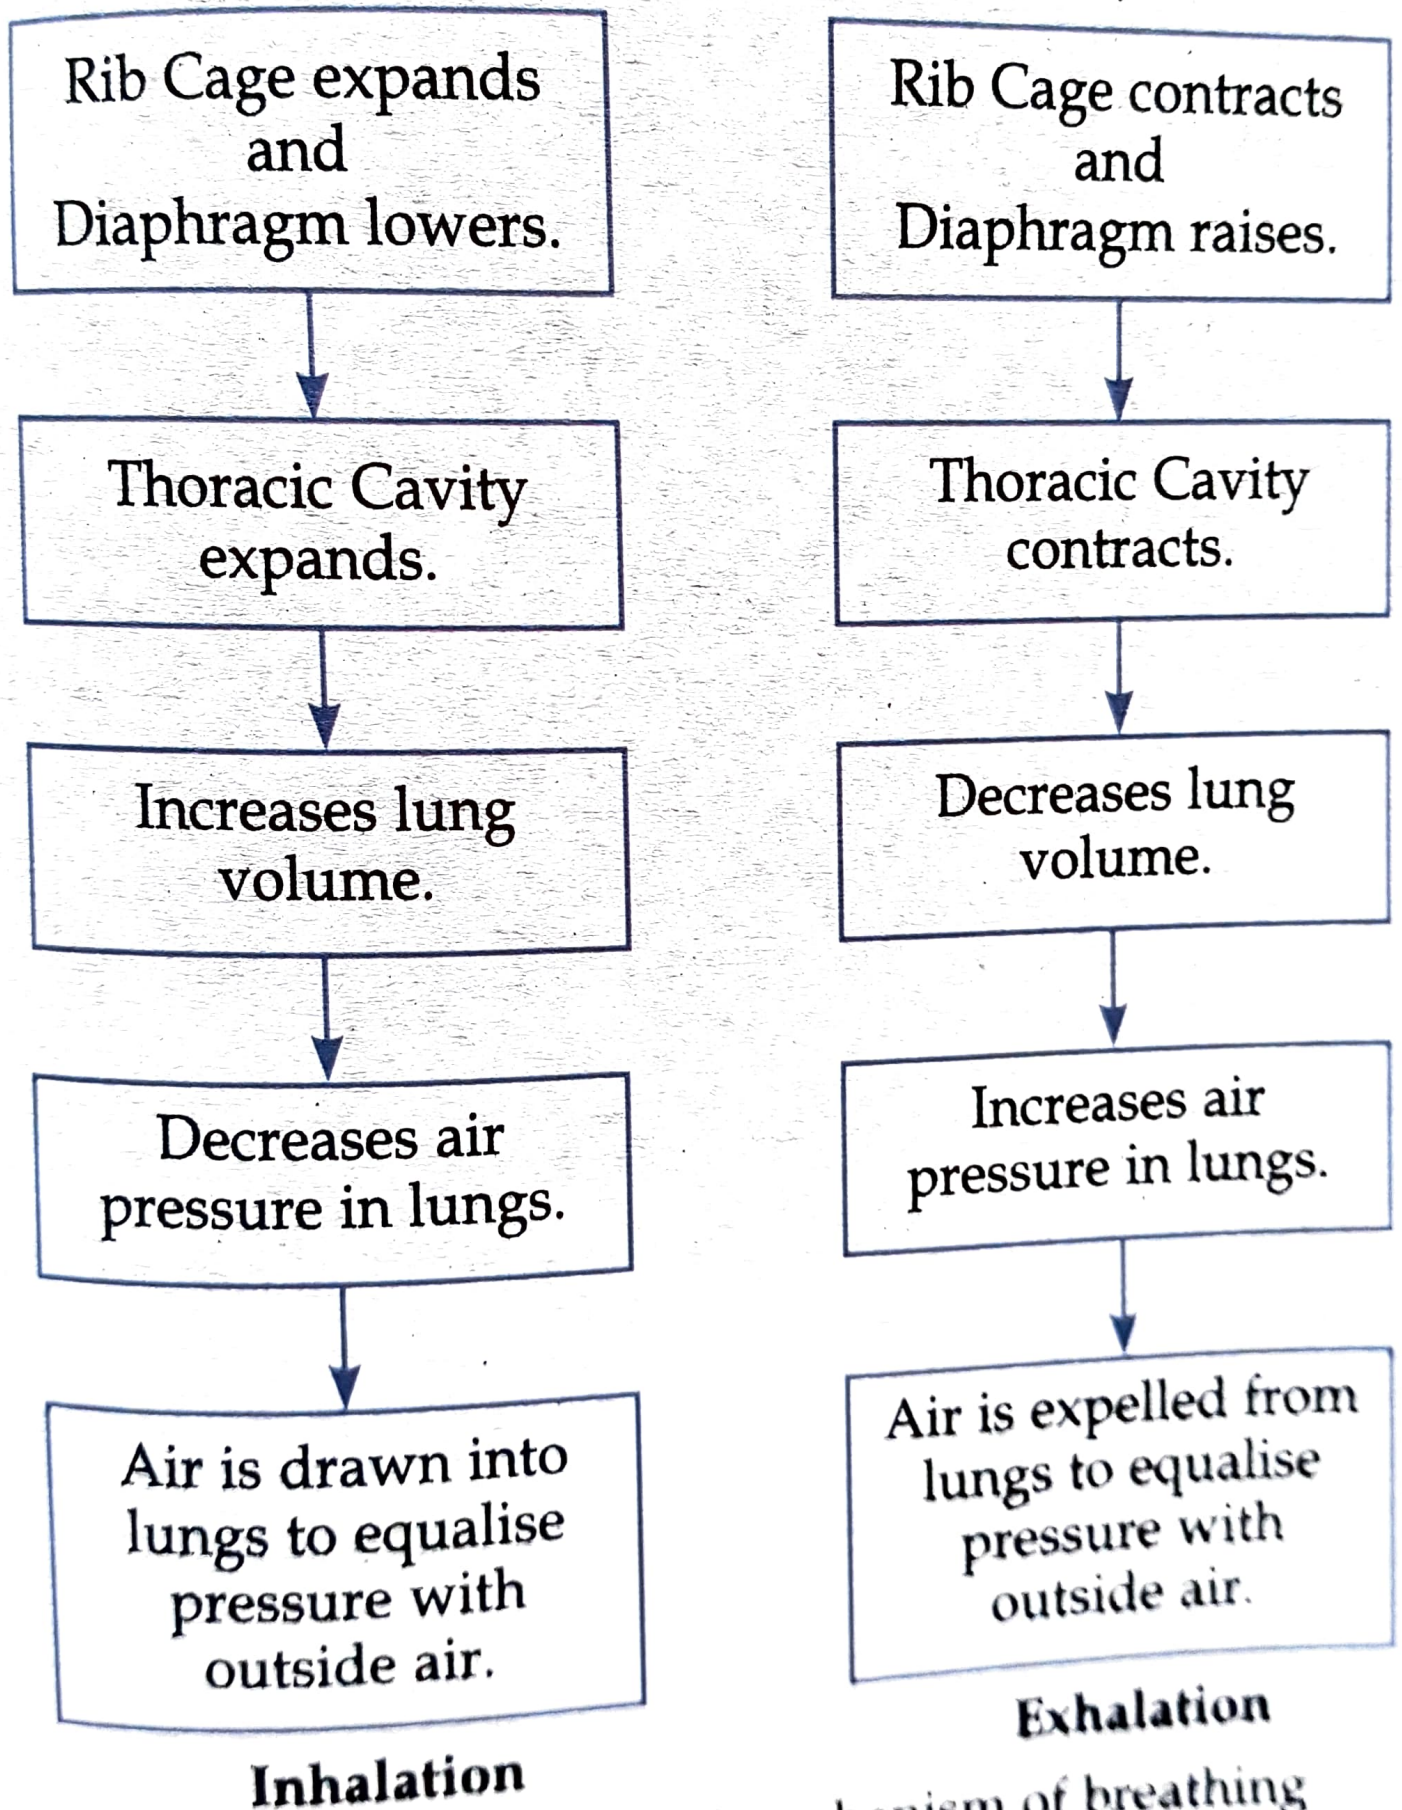 Rib Cage expands
and
Diaphragm lowers.
Thoracic Cavity
expands.
Increases lung
volume.
Decreases air
pressure in lungs.
Air is drawn into
lungs to equalise
pressure with
outside air.
Inhalation
Rib Cage contracts
and
Diaphragm raises.
Thoracic Cavity
contracts.
Decreases lung
volume.
Increases air
pressure in lungs.
Air is expelled from
lungs to equalise
pressure with
outside air.
Exhalation
of breathing